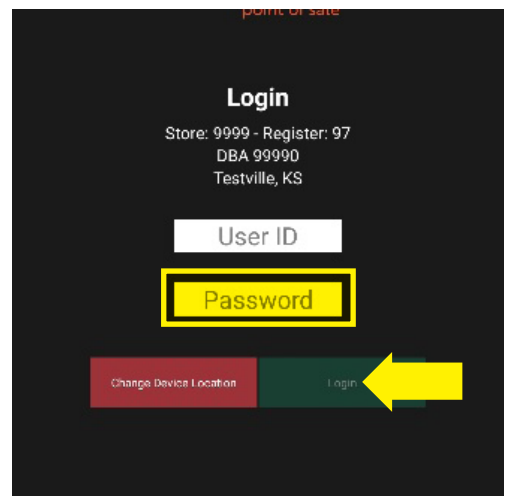 point of sale
Login
Store: 9999 - Register: 97
DBA 99990
Testville, KS
User ID
Password
Change Device Location
Login